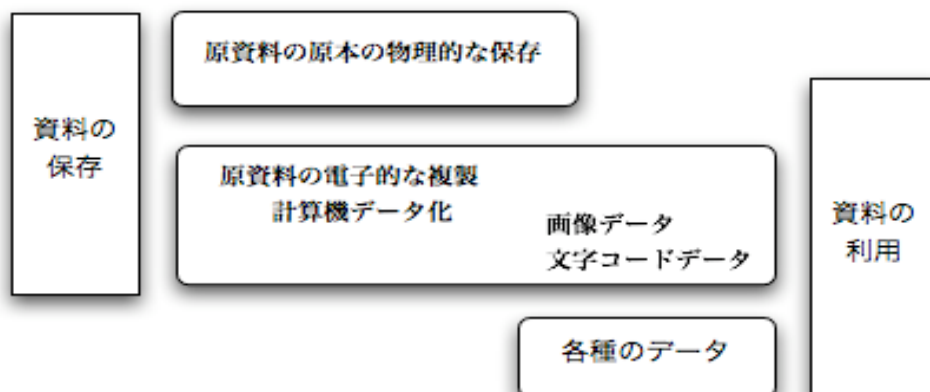 資料の
保存
原資料の原本の物理的な保存
原資料の電子的な複製
計算機データ化
画像データ
文字コードデータ
各種のデータ
資料の
利用